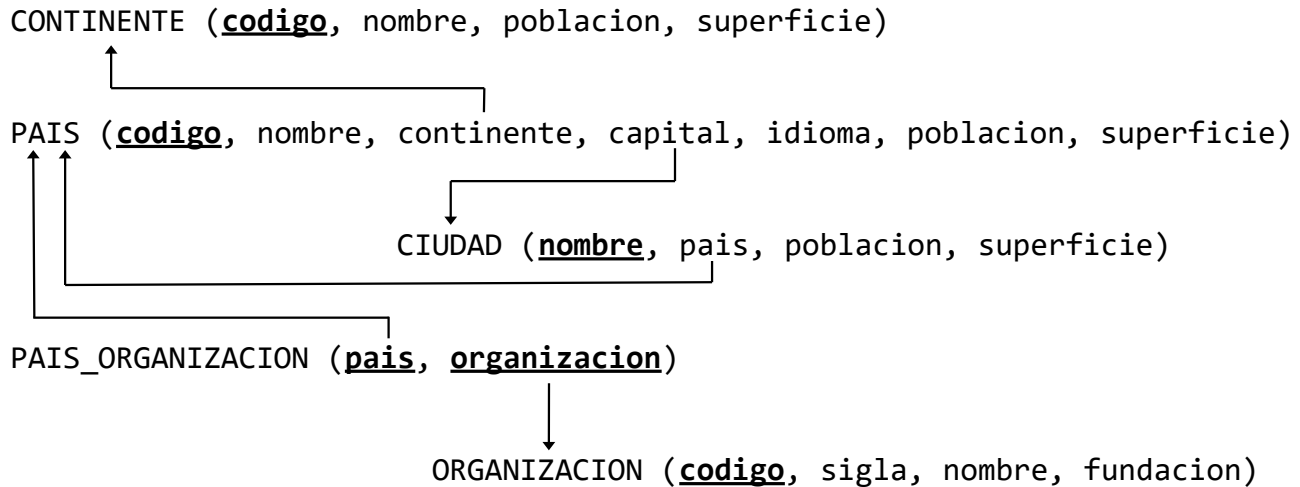 CONTINENTE (codigo, nombre, poblacion, superficie)
PAIS (codigo, nombre, continente, capital, idioma, poblacion, superficie)
CIUDAD (nombre, pais, poblacion, superficie)
PAIS_ORGANIZACION (pais, organizacion)
ORGANIZACION (codigo, sigla, nombre, fundacion)